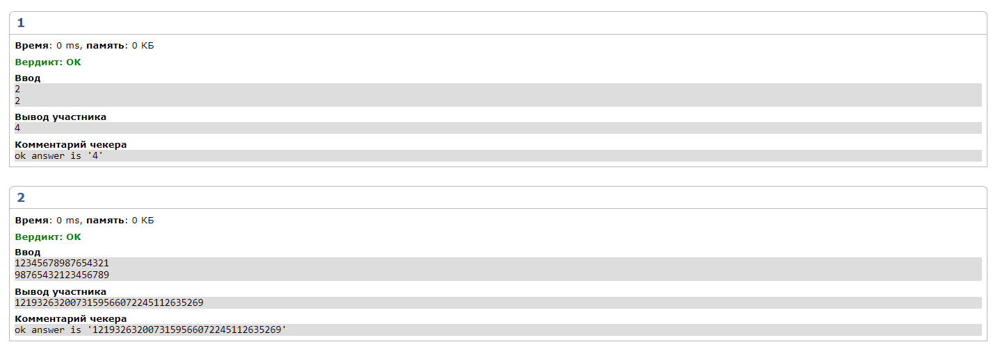 1
Время: 0 ms, память: 0 КБ
Вердикт: OK
Ввод
2
2
Вывод участника
4
Комментарий чекера
ok answer is '4'
2
Время: 0 ms, память: 0 КБ
Вердикт: OK
Ввод
12345678987654321
98765432123456789
Вывод участника
1219326320073159566072245112635269
Комментарий чекера
ok answer is '1219326320073159566072245112635269'